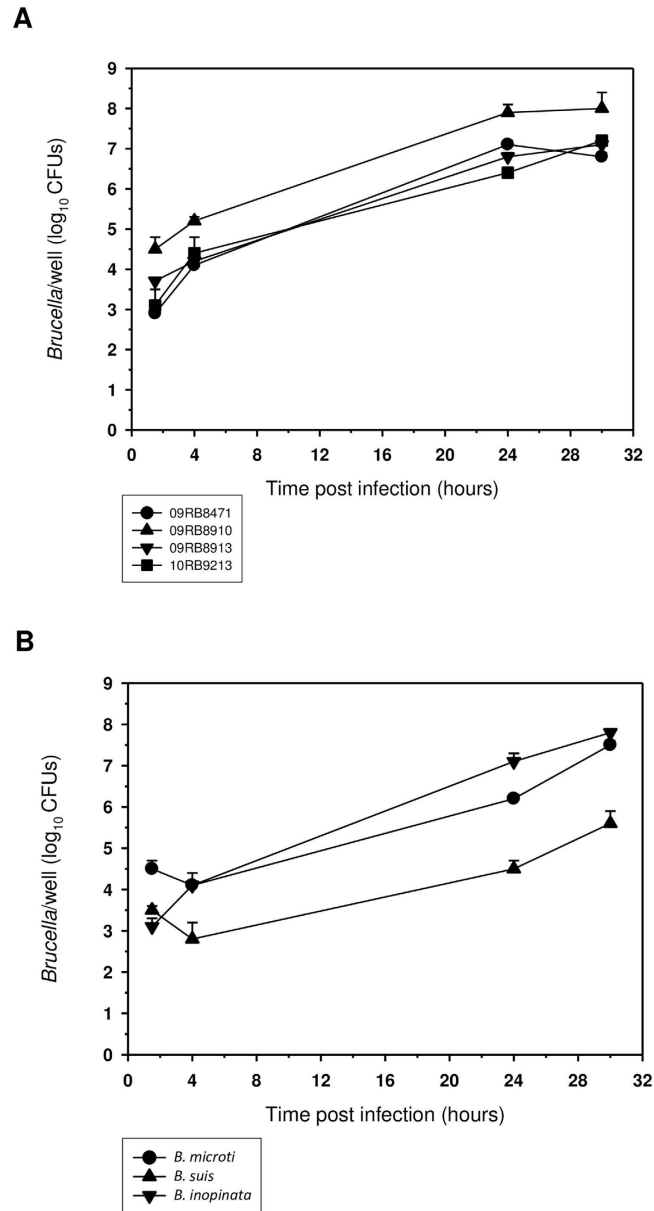 A
Brucella/well (log10 CFUs)
9
8
7
6
5
4
3
2
1
0
0 4 8 12 16 20 24 28 32
Time post infection (hours)
09RB8471
09RB8910
09RB8913
10RB9213
B
Brucella/well (log10 CFUs)
9
8
7
6
5
4
3
2
1
0
0 4 8 12 16 20 24 28 32
Time post infection (hours)
B. microti
B. suis
B. inopinata